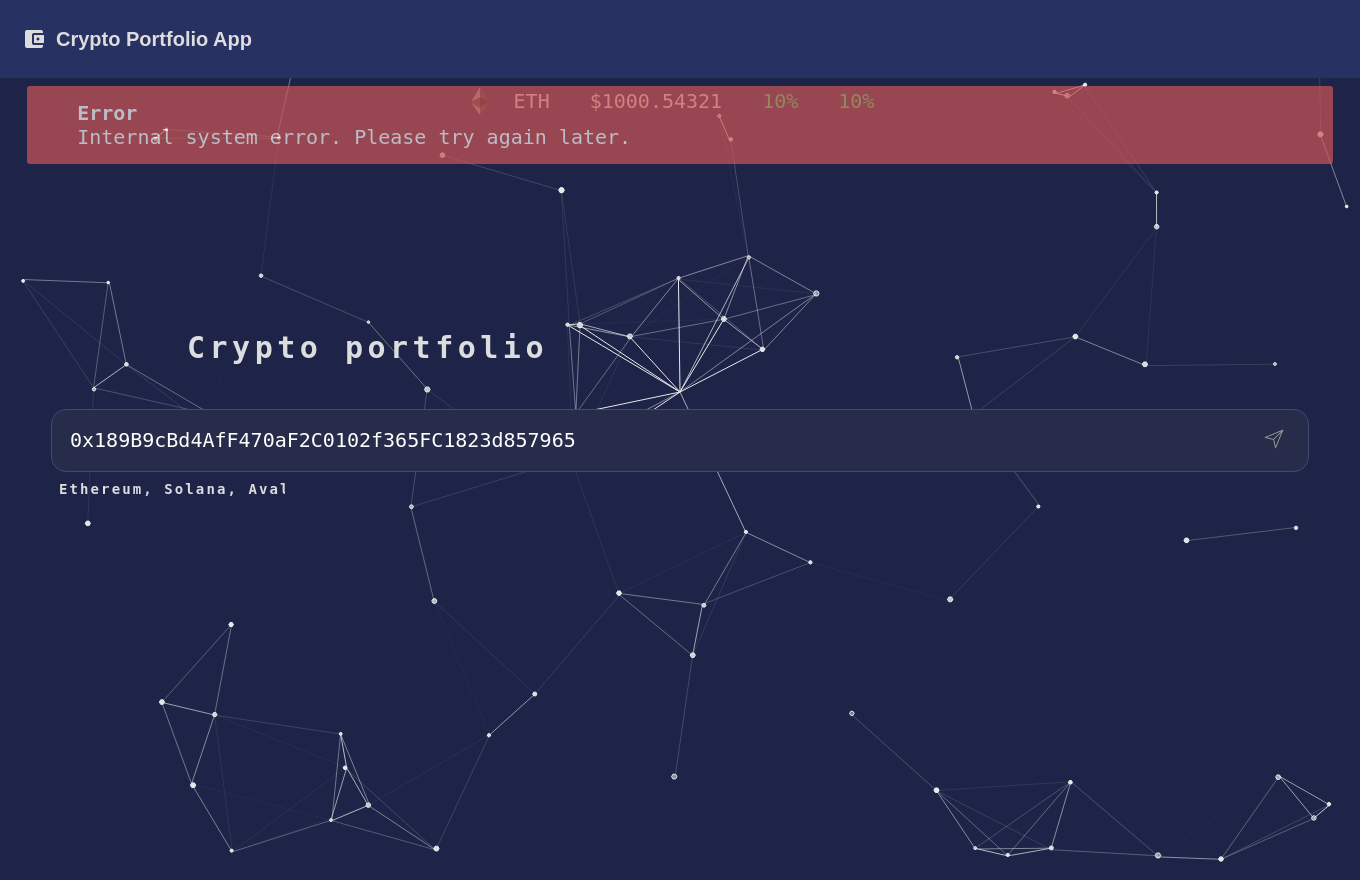 Crypto Portfolio App
ETH $1000.54321 10% 10%
Error
Internal system error. Please try again later.
Crypto portfolio
0x189B9cBd4AfF470aF2C0102f365FC1823d857965
Ethereum, Solana, Aval